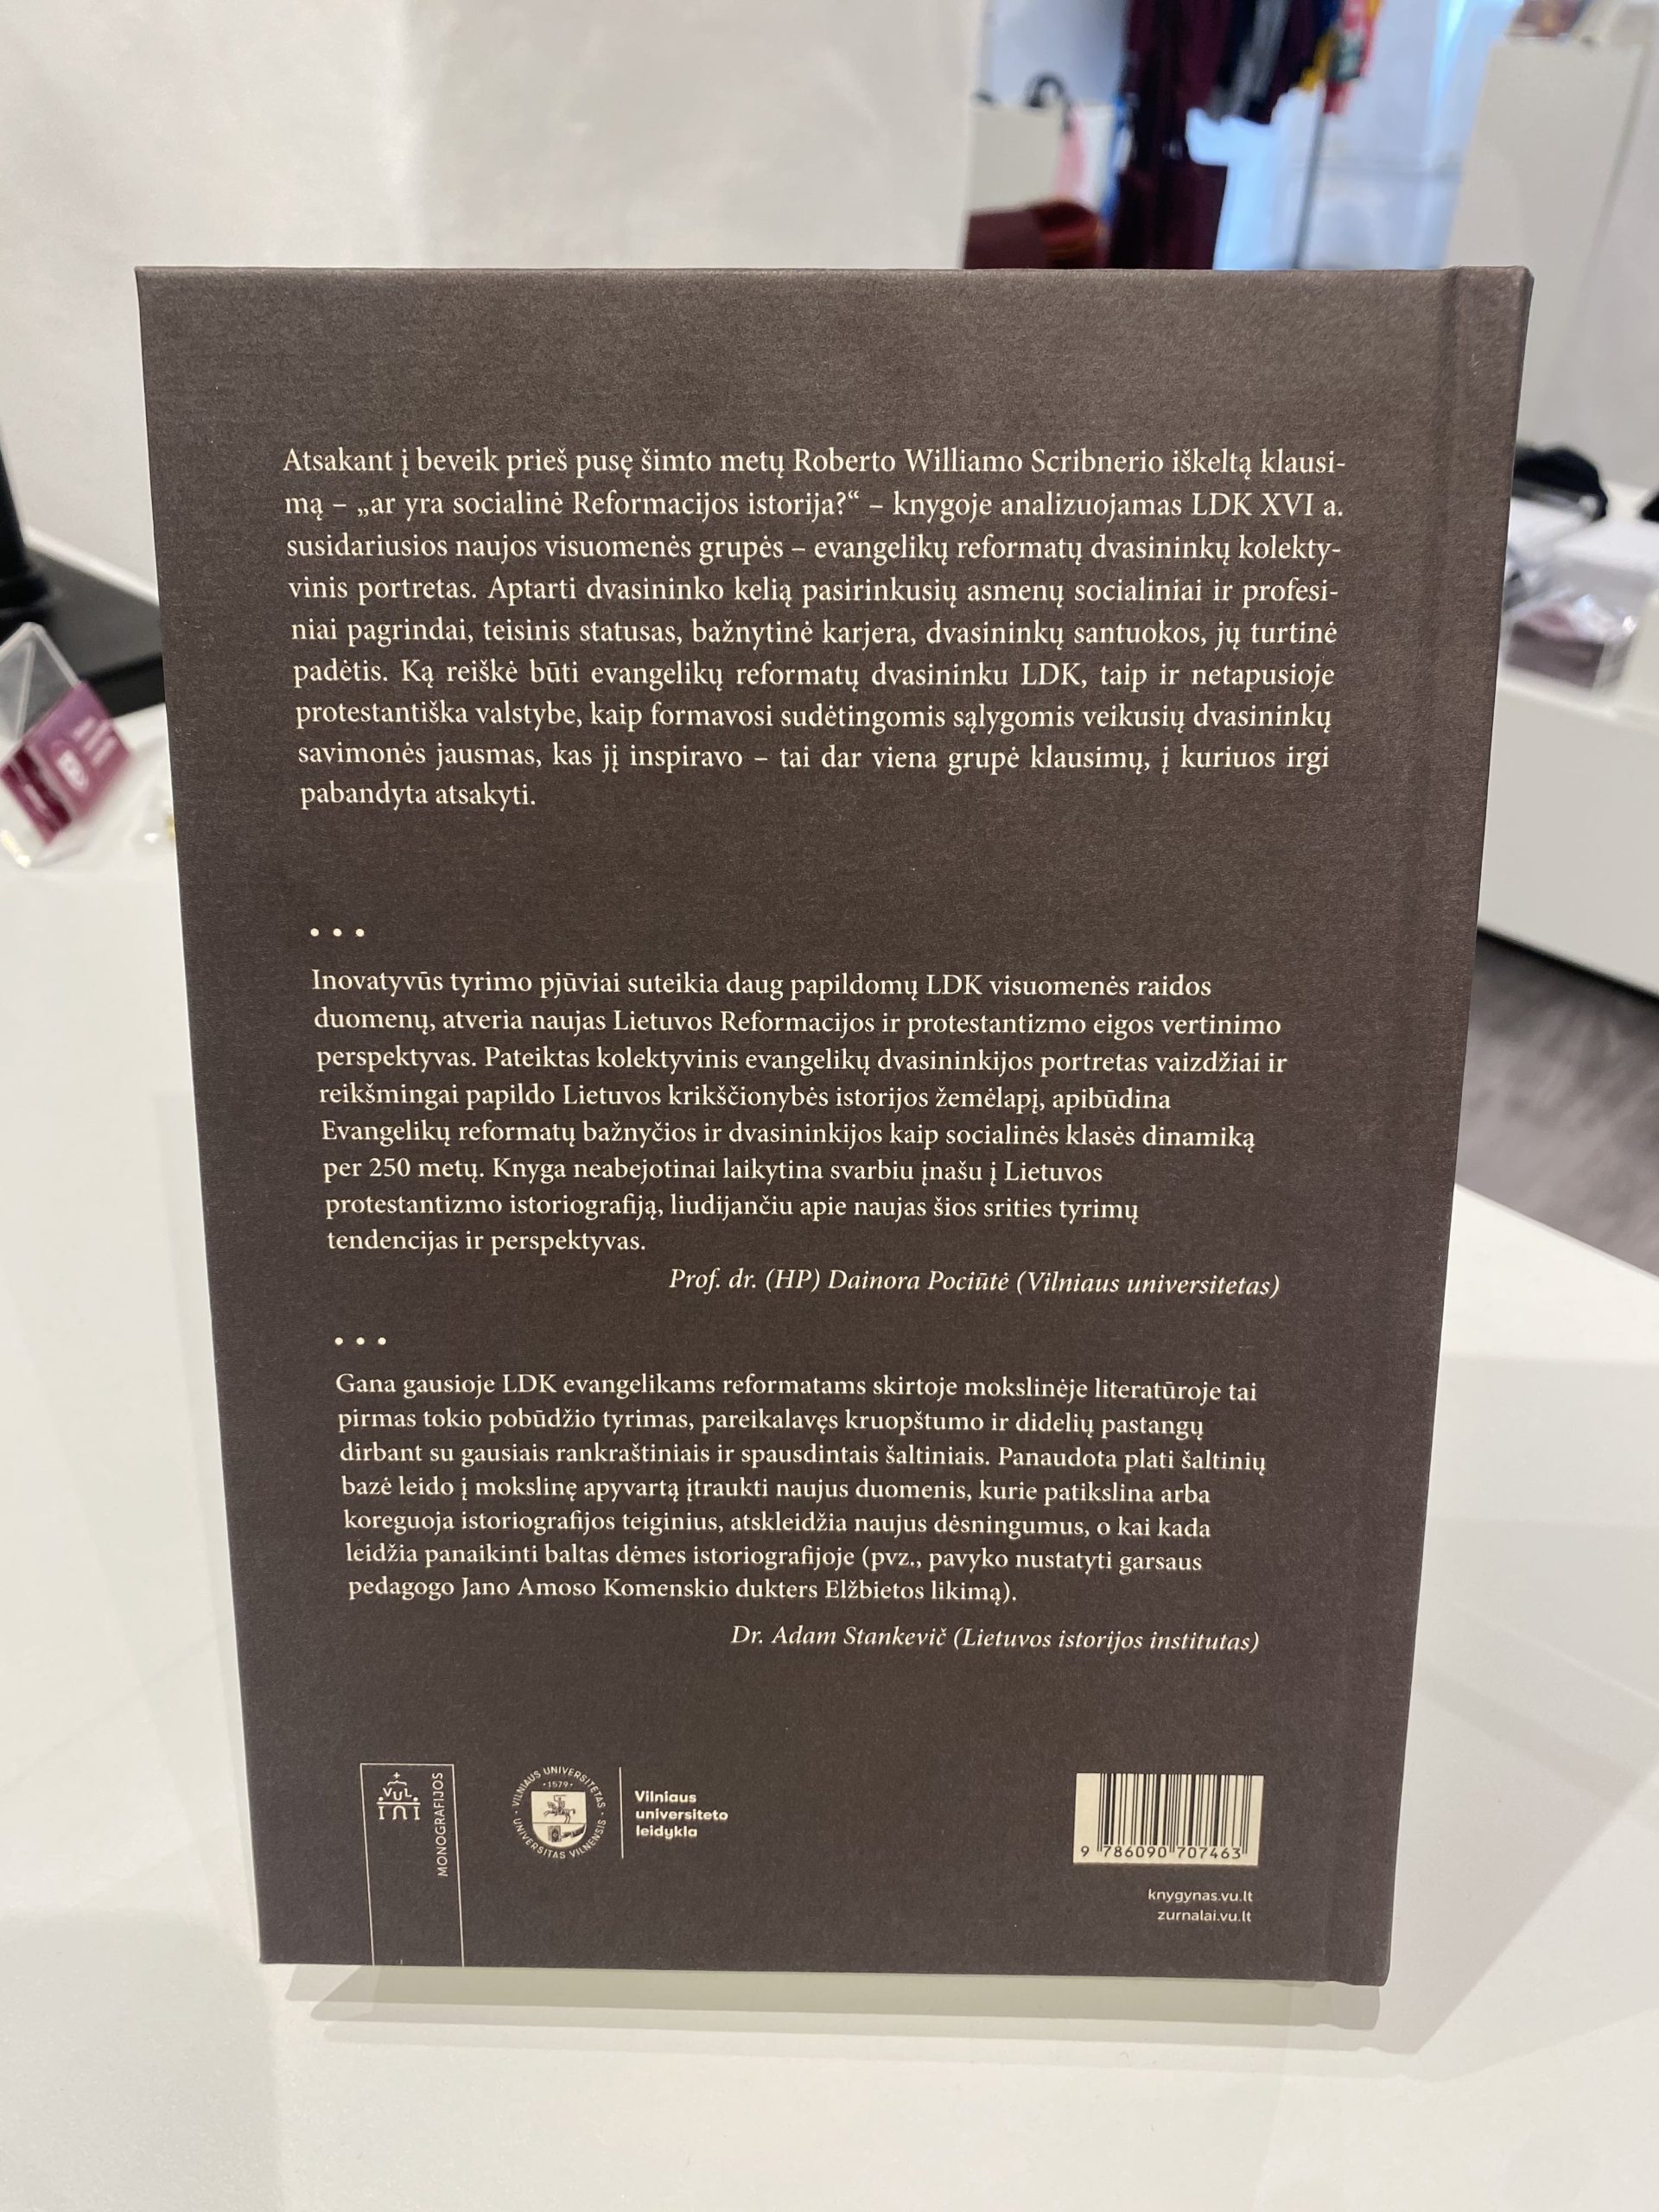 Atsakant į beveik prieš pusę šimto metų Roberto Williamo Scribnerio iškeltą klausi-
mą – „ar yra socialinė Reformacijos istorija?“ – knygoje analizuojamas LDK XVI a.
susidariusios naujos visuomenės grupės – evangelikų reformatų dvasininkų kolekty-
vinis portretas. Aptarti dvasininko kelią pasirinkusių asmenų socialiniai ir profesi-
niai pagrindai, teisinis statusas, bažnytinė karjera, dvasininkų santuokos, jų turtinė
padėtis. Ką reiškė būti evangelikų reformatų dvasininku LDK, taip ir netapusioje
protestantiška valstybe, kaip formavosi sudėtingomis sąlygomis veikusių dvasininkų
savimonės jausmas, kas jį inspiravo – tai dar viena grupė klausimų, į kuriuos irgi
pabandyta atsakyti.
• • •
Inovatyvūs tyrimo pjūviai suteikia daug papildomų LDK visuomenės raidos
duomenų, atveria naujas Lietuvos Reformacijos ir protestantizmo eigos vertinimo
perspektyvas. Pateiktas kolektyvinis evangelikų dvasininkijos portretas vaizdžiai ir
reikšmingai papildo Lietuvos krikščionybės istorijos žemėlapį, apibūdina
Evangelikų reformatų bažnyčios ir dvasininkijos kaip socialinės klasės dinamiką
per 250 metų. Knyga neabejotinai laikytina svarbiu įnašu į Lietuvos
protestantizmo istoriografiją, liudijančiu apie naujas šios srities tyrimų
tendencijas ir perspektyvas.
Prof. dr. (HP) Dainora Pociūtė (Vilniaus universitetas)
• • •
Gana gausioje LDK evangelikams reformatams skirtoje mokslinėje literatūroje tai
pirmas tokio pobūdžio tyrimas, pareikalavęs kruopštumo ir didelių pastangų
dirbant su gausiais rankraštiniais ir spausdintais šaltiniais. Panaudota plati šaltinių
bazė leido į mokslinę apyvartą įtraukti naujus duomenis, kurie patikslina arba
koreguoja istoriografijos teiginius, atskleidžia naujus dėsningumus, o kai kada
leidžia panaikinti baltas dėmes istoriografijoje (pvz., pavyko nustatyti garsaus
pedagogo Jano Amoso Komenskio dukters Elžbietos likimą).
Dr. Adam Stankevič (Lietuvos istorijos institutas)
VUL
MONOGRAFIJOS
VILNIAUS UNIVERSITETAS
1579
UNIVERSITAS VILNENSIS
Vilniaus
universiteto
leidykla
9 786090 707463
knygynas.vu.lt
zurnalai.vu.lt